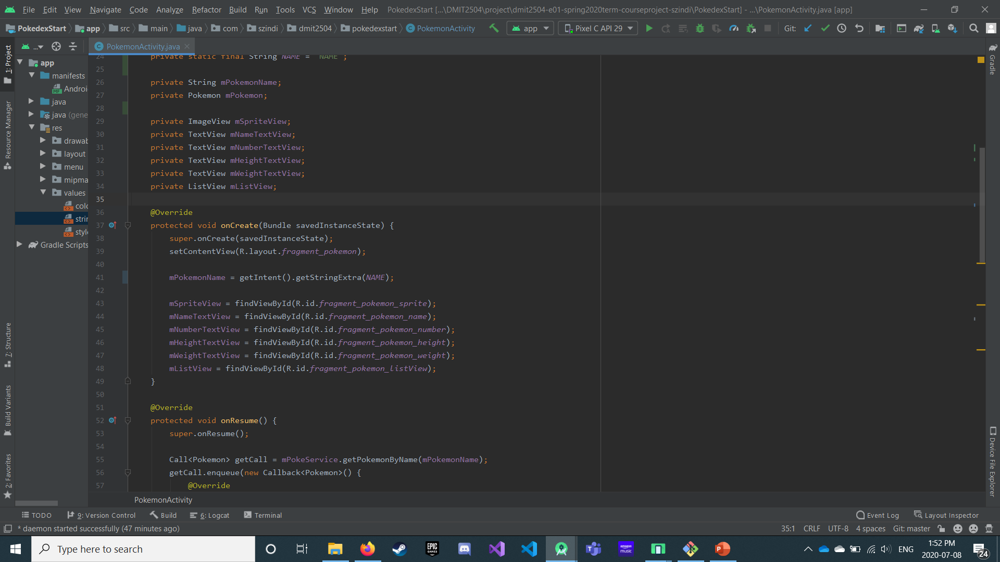 File Edit View Navigate Code Analyze Refactor Build Run Tools VCS Window Help PokedexStart [...\DMIT2504\project\dmit2504-e01-spring2020term-courseproject-szindi\PokedexStart] - ...\PokemonActivity.java [app]
PokedexStart app src main java com szindi dmit2504 pokedexstart PokemonActivity app Pixel C API 29 Git:
... PokemonActivity.java
1: Project
Resource Manager
7: Structure
Build Variants
2: Favorites
app
manifests
Androi
java
java (gene
res
drawab
layout
menu
mipma
values
colo
strin
style
Gradle Scripts
24 private static final String NAME = "NAME";
25
26 private String mPokemonName;
27 private Pokemon mPokemon;
28
29 private ImageView mSpriteView;
30 private TextView mNameTextView;
31 private TextView mNumberTextView;
32 private TextView mHeightTextView;
33 private TextView mWeightTextView;
34 private ListView mListView;
35
36 @Override
37 protected void onCreate(Bundle savedInstanceState) {
38 super.onCreate(savedInstanceState);
39 setContentView(R.layout.fragment_pokemon);
40
41 mPokemonName = getIntent().getStringExtra(NAME);
42
43 mSpriteView = findViewById(R.id.fragment_pokemon_sprite);
44 mNameTextView = findViewById(R.id.fragment_pokemon_name);
45 mNumberTextView = findViewById(R.id.fragment_pokemon_number);
46 mHeightTextView = findViewById(R.id.fragment_pokemon_height);
47 mWeightTextView = findViewById(R.id.fragment_pokemon_weight);
48 mListView = findViewById(R.id.fragment_pokemon_listView);
49 }
50
51 @Override
52 protected void onResume() {
53 super.onResume();
54
55 Call<Pokemon> getCall = mPokeService.getPokemonByName(mPokemonName);
56 getCall.enqueue(new Callback<Pokemon>() {
57 @Override
Gradle
Device File Explorer
PokemonActivity
TODO 9: Version Control Build 6: Logcat Terminal Event Log Layout Inspector
* daemon started successfully (47 minutes ago) 35:1 CRLF UTF-8 4 spaces Git: master
Type here to search
EPIC GAMES
amazon music
ENG
1:52 PM
2020-07-08
24